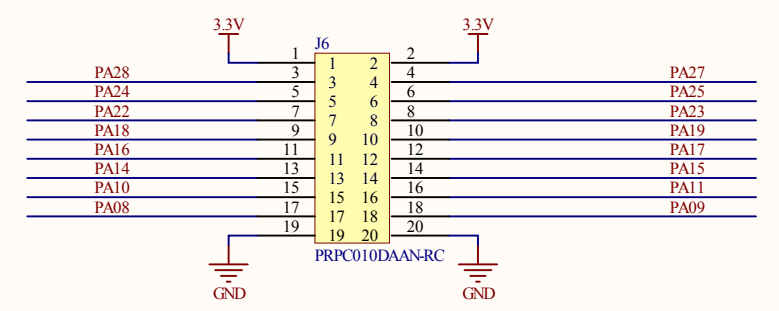 3.3V 3.3V
J6
1 1 2 2
PA28 3 3 4 4 PA27
PA24 5 5 6 6 PA25
PA22 7 7 8 8 PA23
PA18 9 9 10 10 PA19
PA16 11 11 12 12 PA17
PA14 13 13 14 14 PA15
PA10 15 15 16 16 PA11
PA08 17 17 18 18 PA09
19 19 20 20
PRPC010DAAN-RC
GND GND